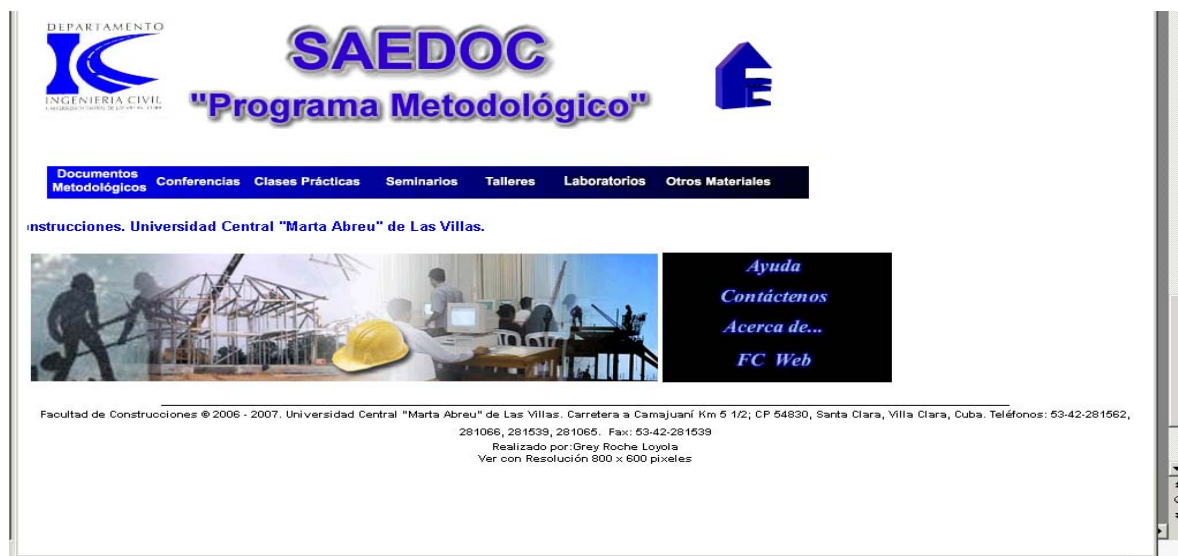 DEPARTAMENTO
INGENIERIA CIVIL
SAEDOC
"Programa Metodológico"
Documentos
Metodológicos Conferencias Clases Prácticas Seminarios Talleres Laboratorios Otros Materiales
nstrucciones. Universidad Central "Marta Abreu" de Las Villas.
Ayuda
Contáctenos
Acerca de...
FC Web
Facultad de Construcciones © 2006 - 2007. Universidad Central "Marta Abreu" de Las Villas. Carretera a Camajuaní Km 5 1/2; CP 54830, Santa Clara, Villa Clara, Cuba. Teléfonos: 53-42-281562,
281066, 281539, 281065. Fax: 53-42-281539
Realizado por:Grey Roche Loyola
Ver con Resolución 800 x 600 pixeles